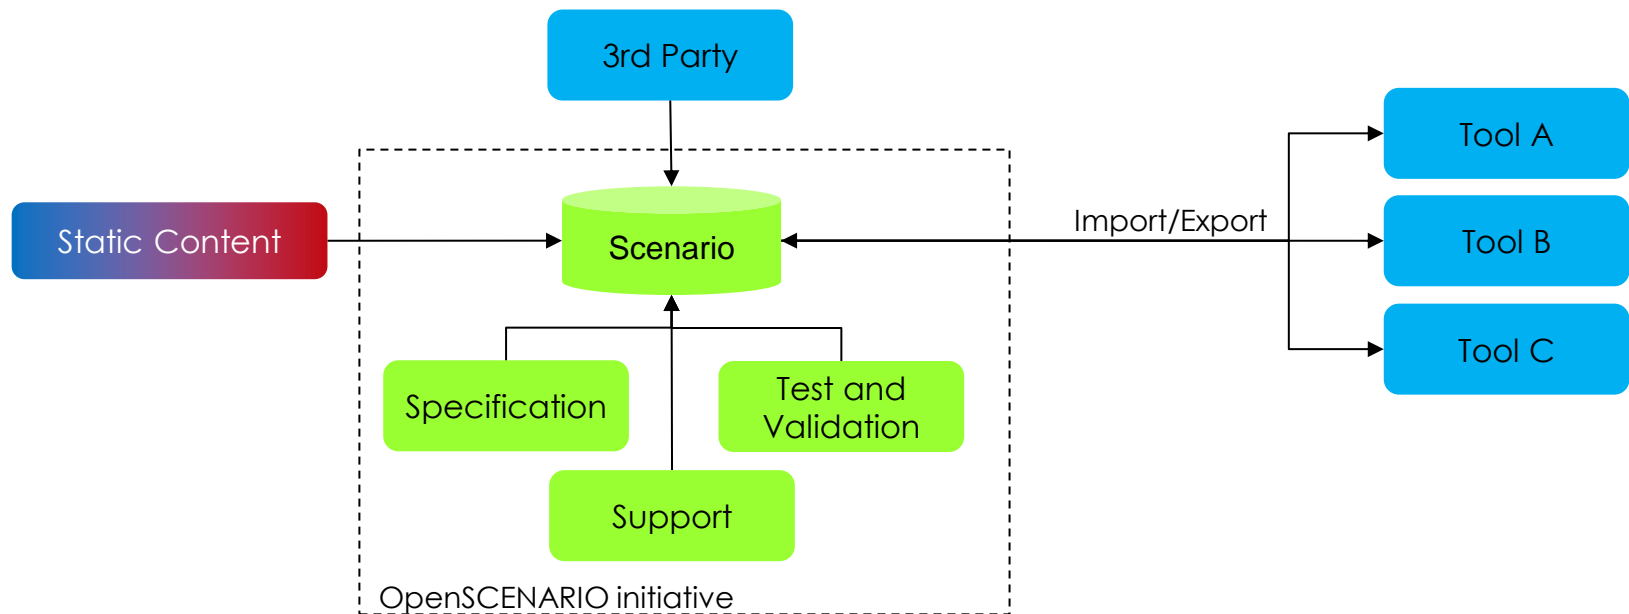 3rd Party
Tool A
Static Content
Scenario
Import/Export
Tool B
Tool C
Specification
Test and
Validation
Support
OpenSCENARIO initiative